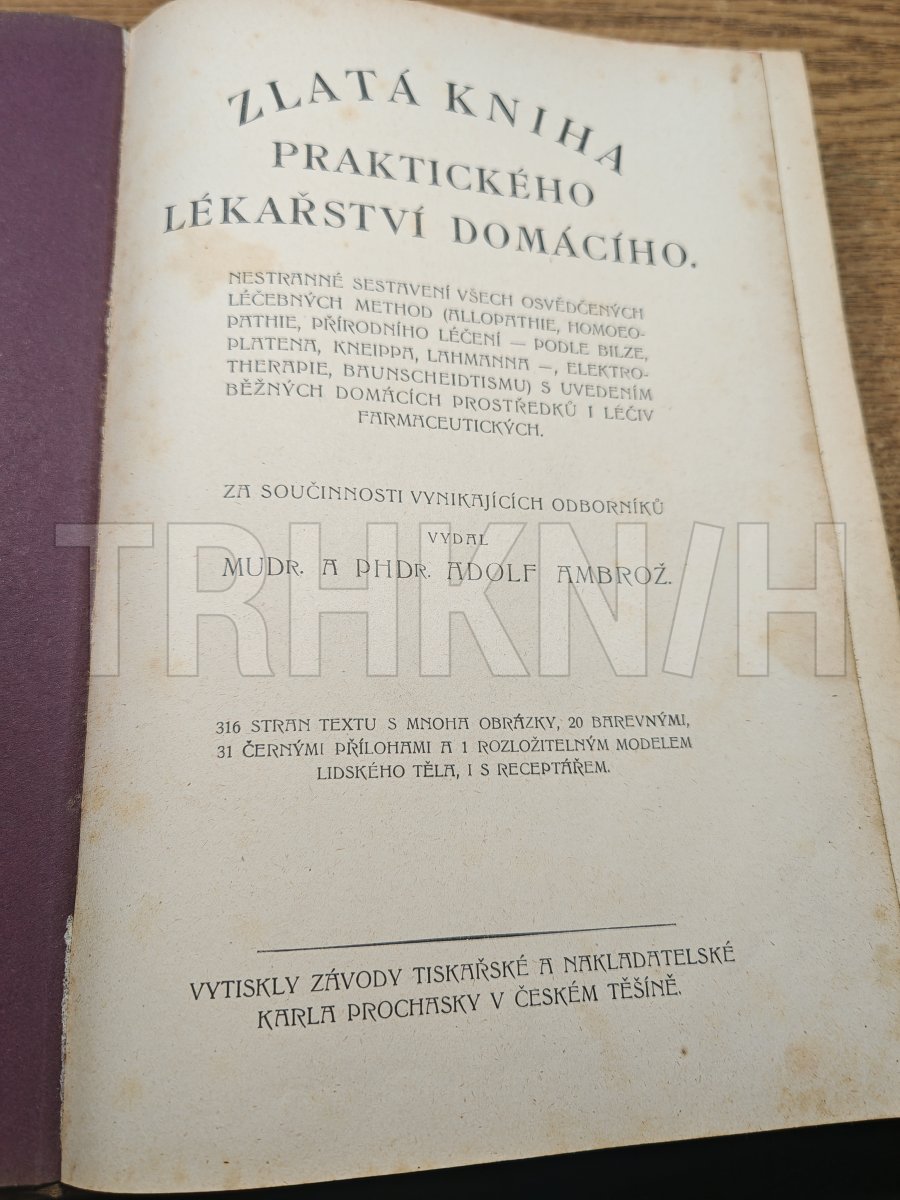 ZLATÁ KNIHA
PRAKTICKÉHO
LÉKAŘSTVÍ DOMÁCÍHO.
NESTRANNÉ SESTAVENÍ VŠECH OSVĚDČENÝCH
LÉČEBNÝCH METHOD (ALLOPATHIE, HOMOEO-
PATHIE, PŘÍRODNÍHO LÉČENÍ — PODLE BILZE,
PLATENA, KNEIPPA, LAHMANNA —, ELEKTRO-
THERAPIE, BAUNSCHEIDTISMU) S UVEDENÍM
BĚŽNÝCH DOMÁCÍCH PROSTŘEDKŮ I LÉČIV
FARMACEUTICKÝCH.
ZA SOUČINNOSTI VYNIKAJÍCÍCH ODBORNÍKŮ
VYDAL
MUDR. A PHDR. ADOLF AMBROŽ.
TRHKN/H
316 STRAN TEXTU S MNOHA OBRÁZKY, 20 BAREVNÝMI,
31 ČERNÝMI PŘÍLOHAMI A 1 ROZLOŽITELNÝM MODELEM
LIDSKÉHO TĚLA, I S RECEPTÁŘEM.
VYTISKLY ZÁVODY TISKAŘSKÉ A NAKLADATELSKÉ
KARLA PROCHASKY V ČESKÉM TĚŠÍNĚ.